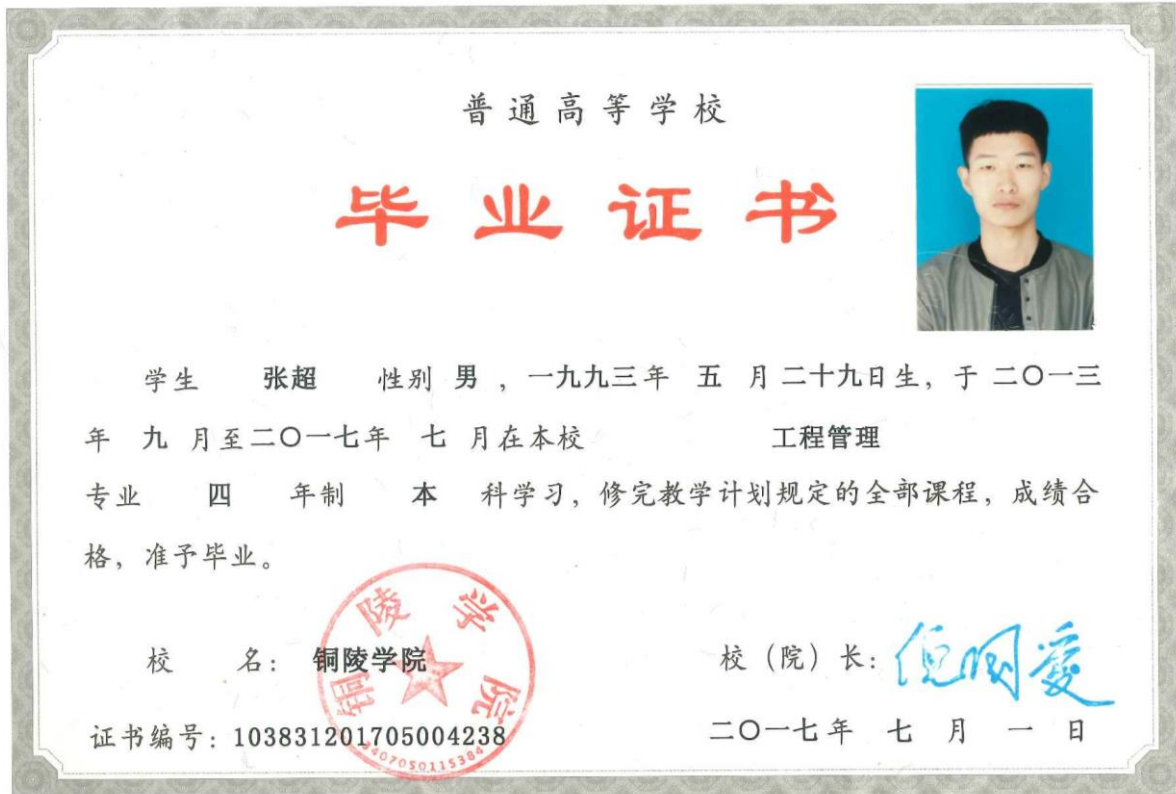 普通高等学校
毕业证书
学生 张超 性别 男 ，一九九三年 五 月二十九日生，于 二〇一三
年 九 月至二〇一七年 七 月在本校 工程管理
专业 四 年制 本 科学习，修完教学计划规定的全部课程，成绩合
格，准予毕业。
校 名： 铜陵学院
铜陵学院
3407050115384
校（院）长：倪国爱
证书编号：103831201705004238
二〇一七年 七 月 一 日